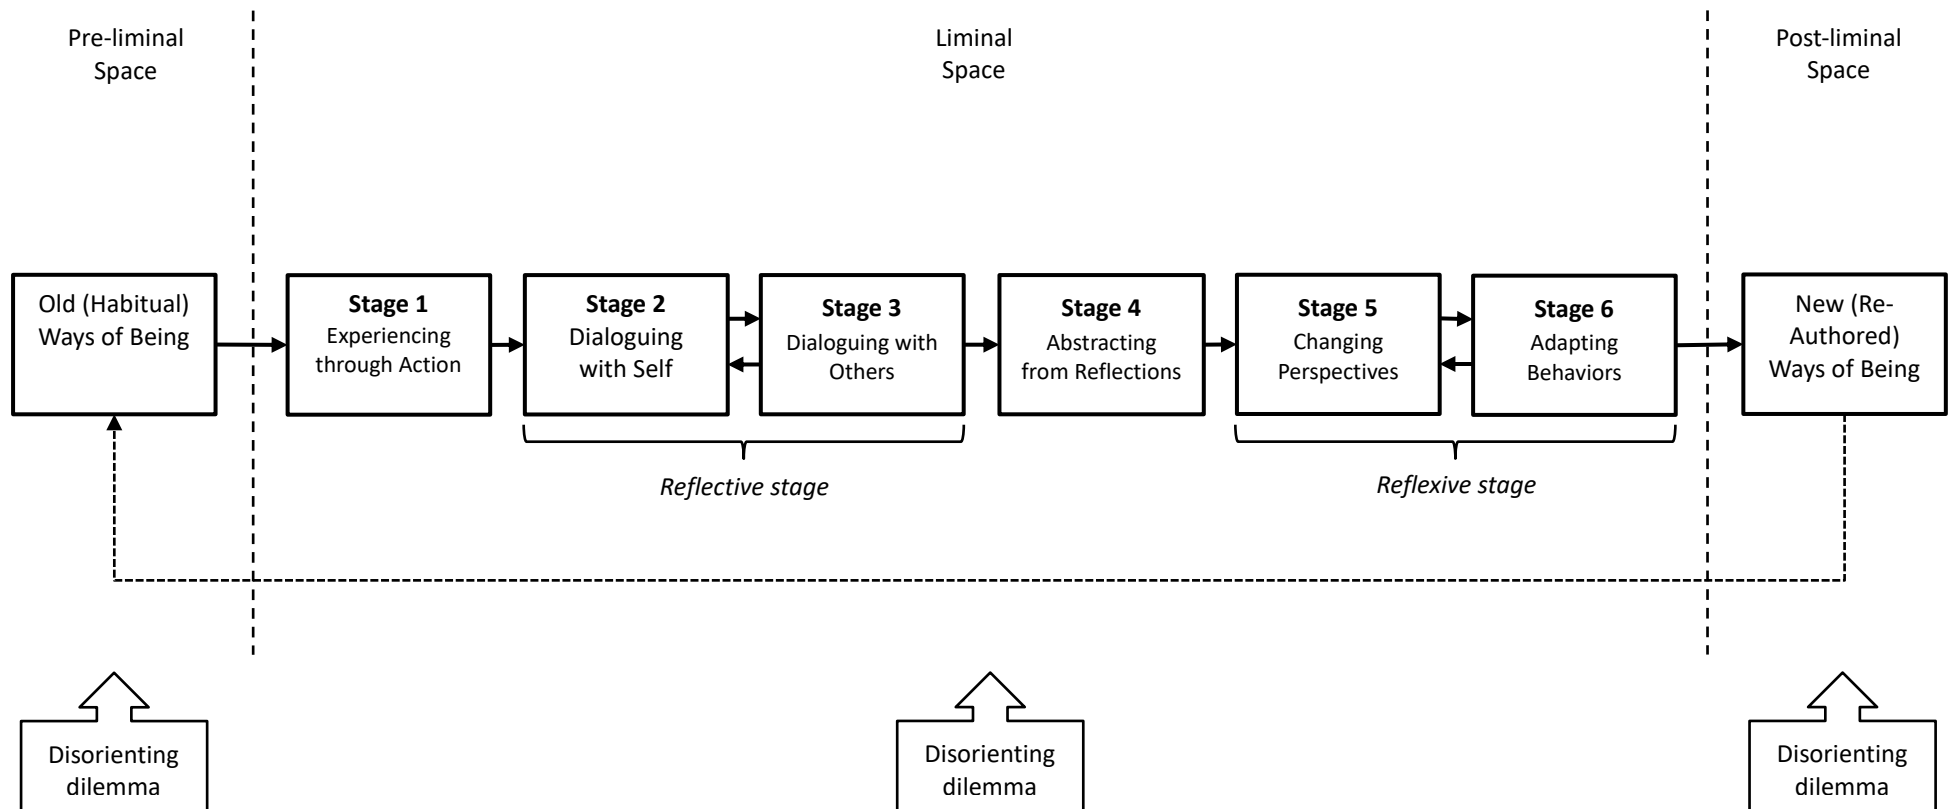 Pre-liminal
Space
Liminal
Space
Post-liminal
Space
Old (Habitual)
Ways of Being
Stage 1
Experiencing
through Action
Stage 2
Dialoguing
with Self
Stage 3
Dialoguing with
Others
Stage 4
Abstracting
from Reflections
Stage 5
Changing
Perspectives
Stage 6
Adapting
Behaviors
New (Re-
Authored)
Ways of Being
Reflective stage
Reflexive stage
Disorienting
dilemma
Disorienting
dilemma
Disorienting
dilemma